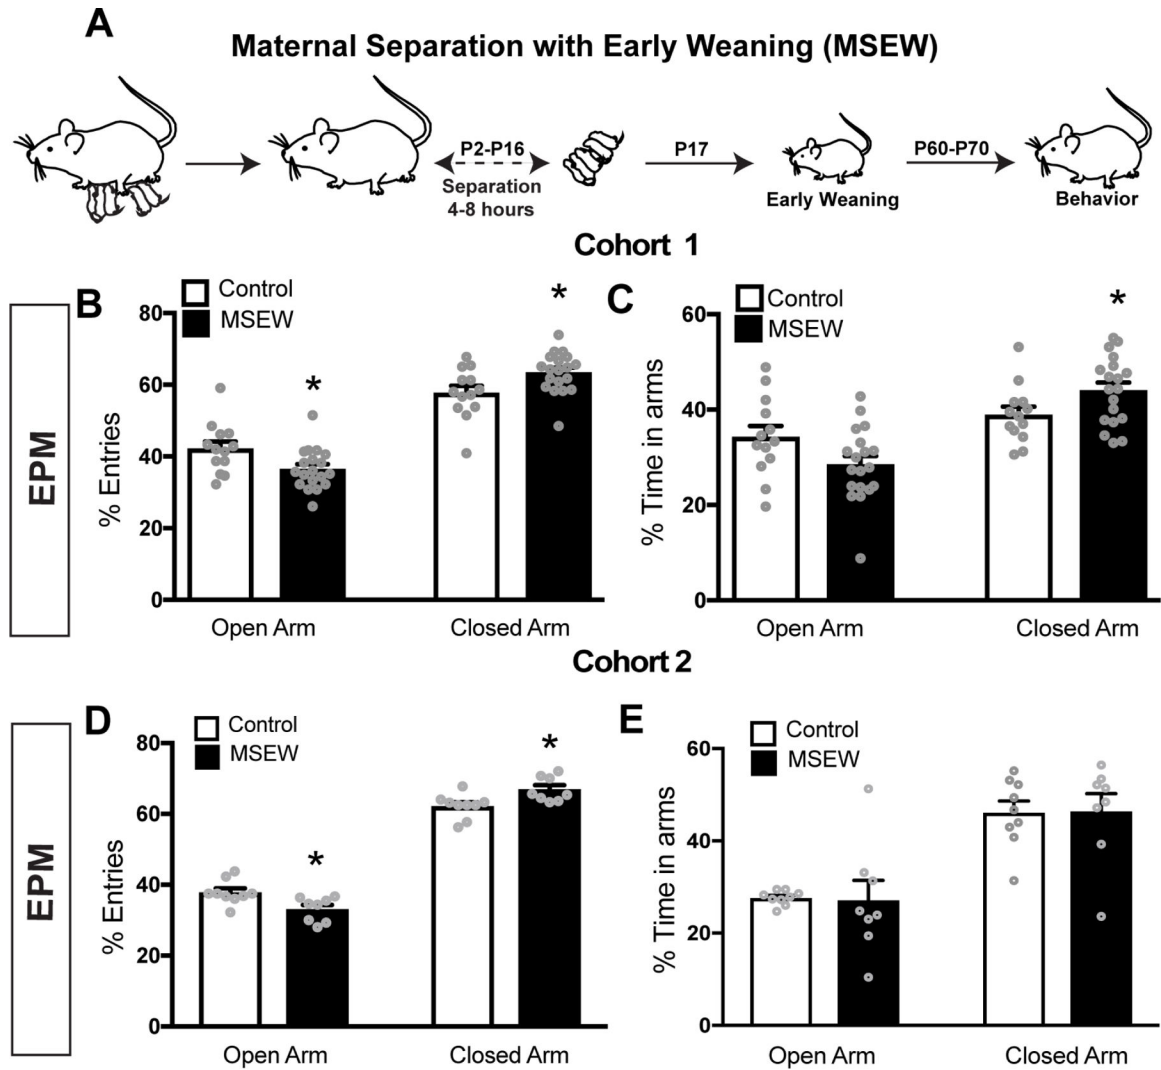 A
Maternal Separation with Early Weaning (MSEW)
P2-P16
P17
P60-P70
Separation
4-8 hours
Early Weaning
Behavior
Cohort 1
EPM
B
Control
MSEW
*
*
80
60
40
20
0
% Entries
Open Arm
Closed Arm
C
Control
MSEW
*
60
40
20
0
% Time in arms
Open Arm
Closed Arm
Cohort 2
EPM
D
Control
MSEW
*
*
80
60
40
20
0
% Entries
Open Arm
Closed Arm
E
Control
MSEW
60
40
20
0
% Time in arms
Open Arm
Closed Arm